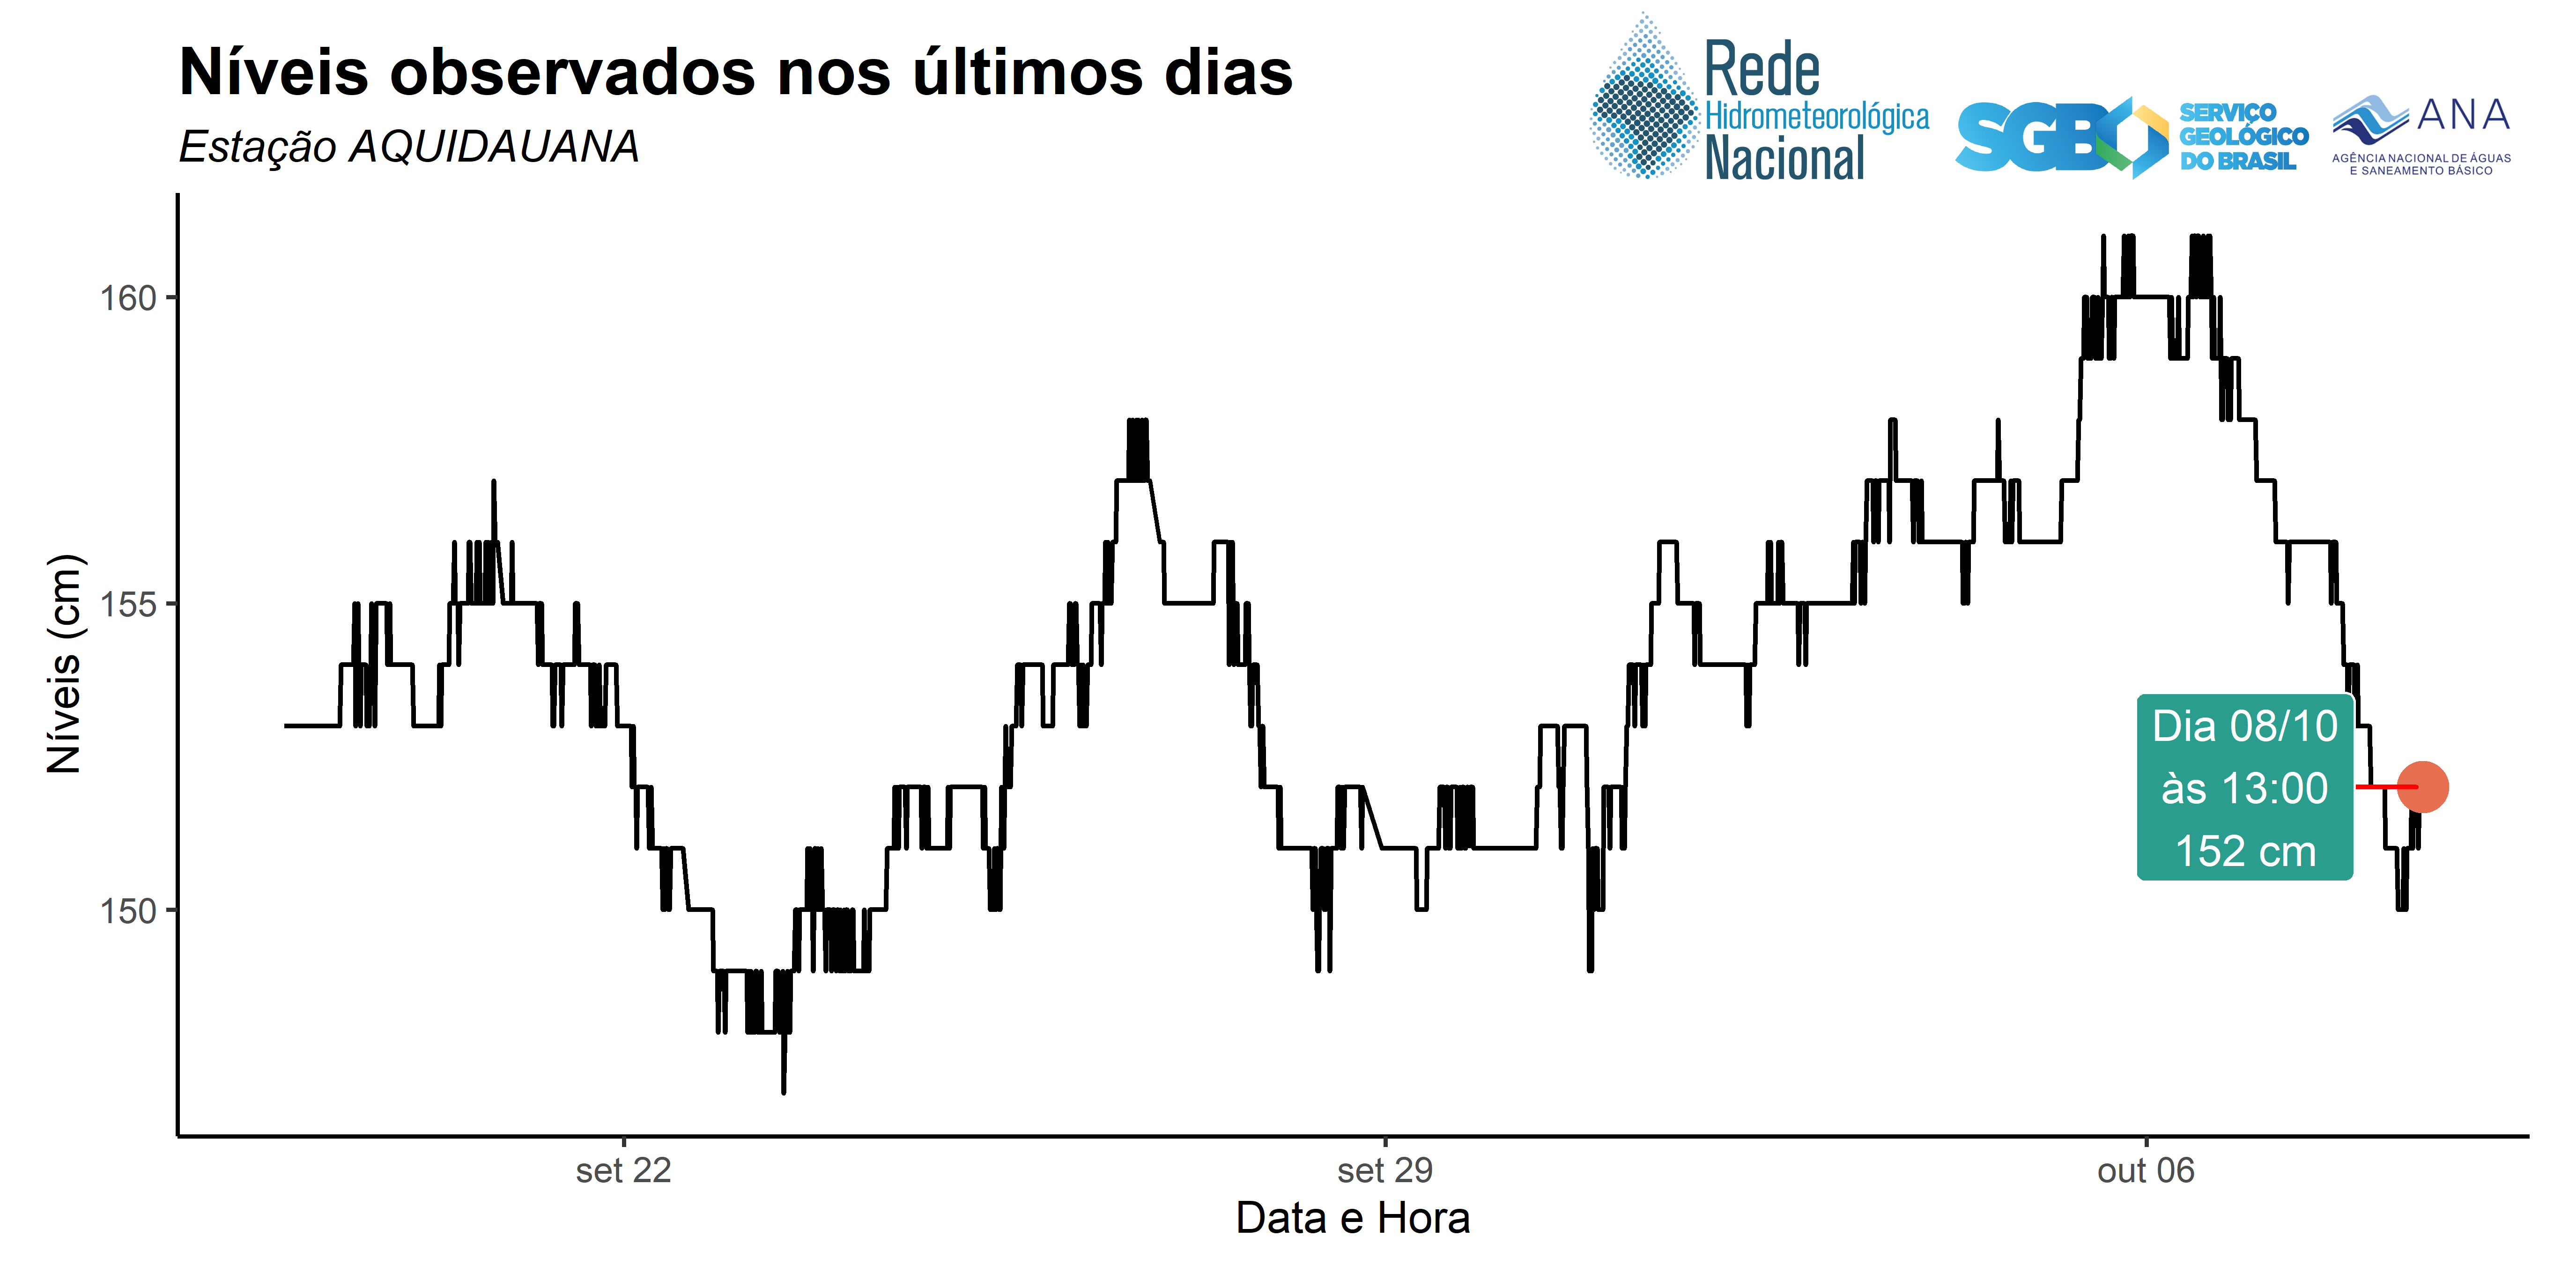 Níveis observados nos últimos dias
Estação AQUIDAUANA
Rede
Hidrometeorológica
Nacional
SGB
SERVIÇO
GEOLÓGICO
DO BRASIL
ANA
AGÊNCIA NACIONAL DE ÁGUAS
E SANEAMENTO BÁSICO
Níveis (cm)
160
155
150
Dia 08/10
às 13:00
152 cm
set 22
set 29
out 06
Data e Hora